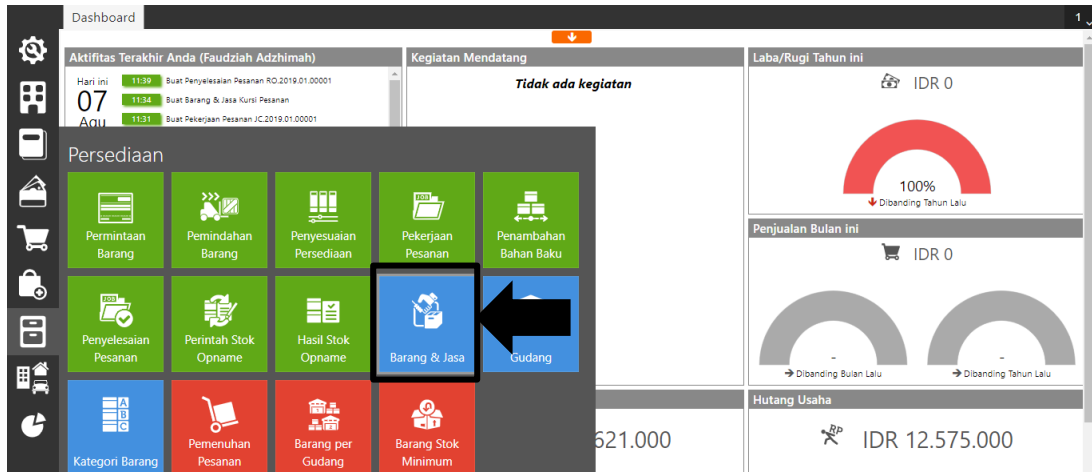 Dashboard
1
Aktifitas Terakhir Anda (Faudziah Adzhimah)
Hari ini
07
Agu
11:39 Buat Penyelesaian Pesanan RO.2019.01.00001
11:34 Buat Barang & Jasa Kursi Pesanan
11:31 Buat Pekerjaan Pesanan JC.2019.01.00001
Kegiatan Mendatang
Tidak ada kegiatan
Laba/Rugi Tahun ini
IDR 0
100%
Dibanding Tahun Lalu
Penjualan Bulan ini
IDR 0
-
Dibanding Bulan Lalu
-
Dibanding Tahun Lalu
Hutang Usaha
RP
IDR 12.575.000
621.000
Persediaan
Permintaan
Barang
Pemindahan
Barang
Penyesuaian
Persediaan
JOB
Pekerjaan
Pesanan
Penambahan
Bahan Baku
JOB
Penyelesaian
Pesanan
Perintah Stok
Opname
Hasil Stok
Opname
Barang & Jasa
Gudang
A
B
C
Kategori Barang
Pemenuhan
Pesanan
Barang per
Gudang
Barang Stok
Minimum